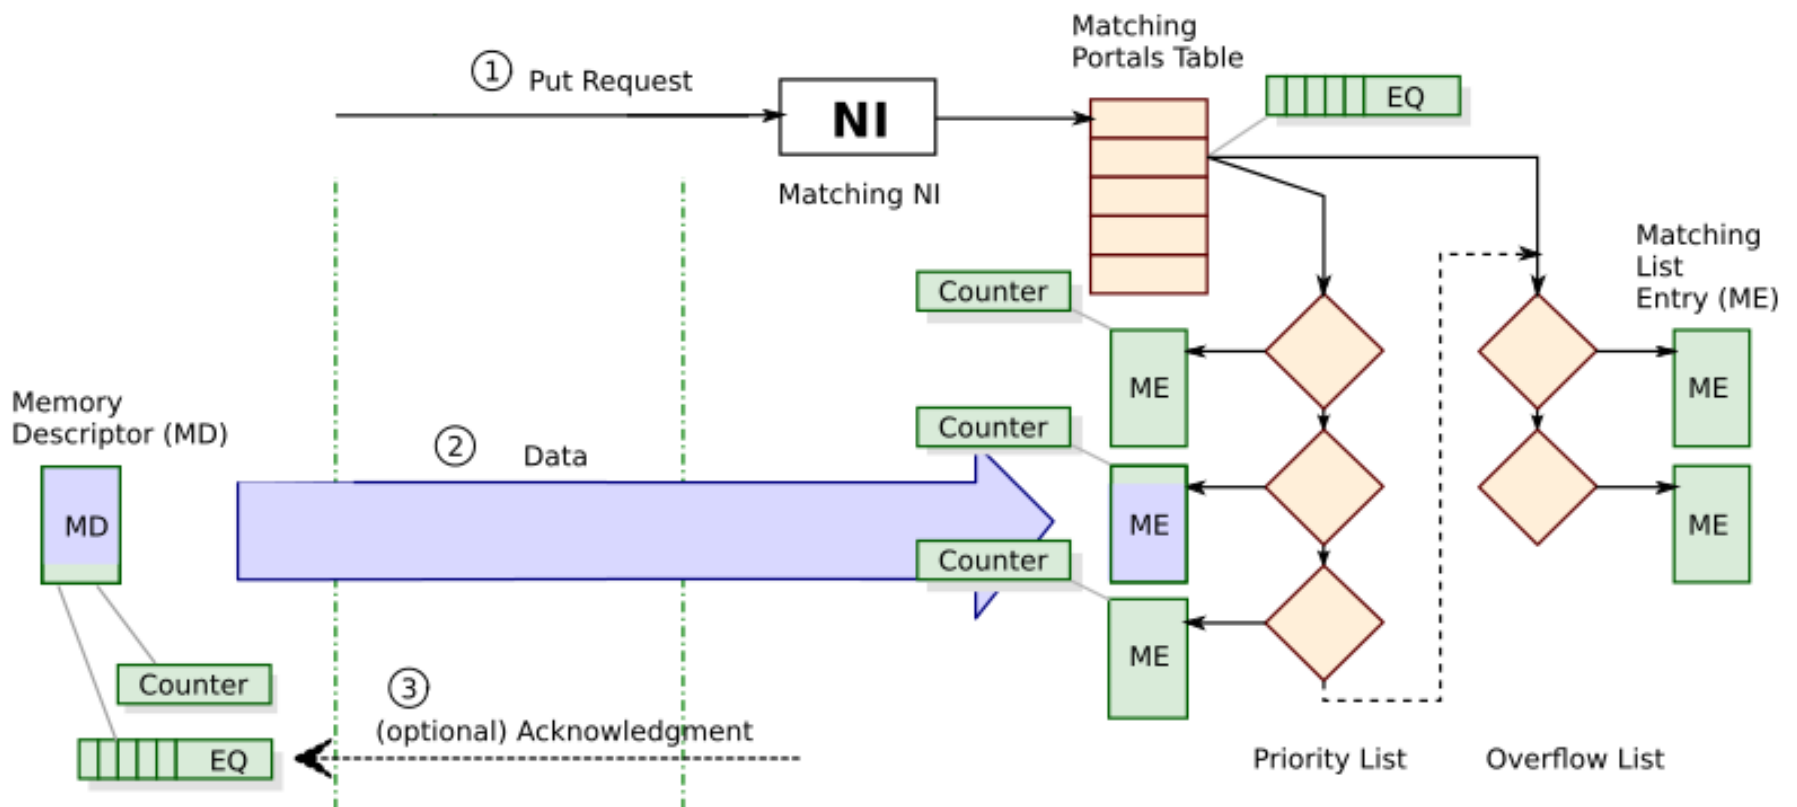 Matching
Portals Table
① Put Request
NI
EQ
Matching NI
Matching
List
Entry (ME)
Counter
ME
ME
Memory
Descriptor (MD)
Counter
② Data
MD
ME
ME
Counter
ME
Counter
③
(optional) Acknowledgment
EQ
Priority List
Overflow List